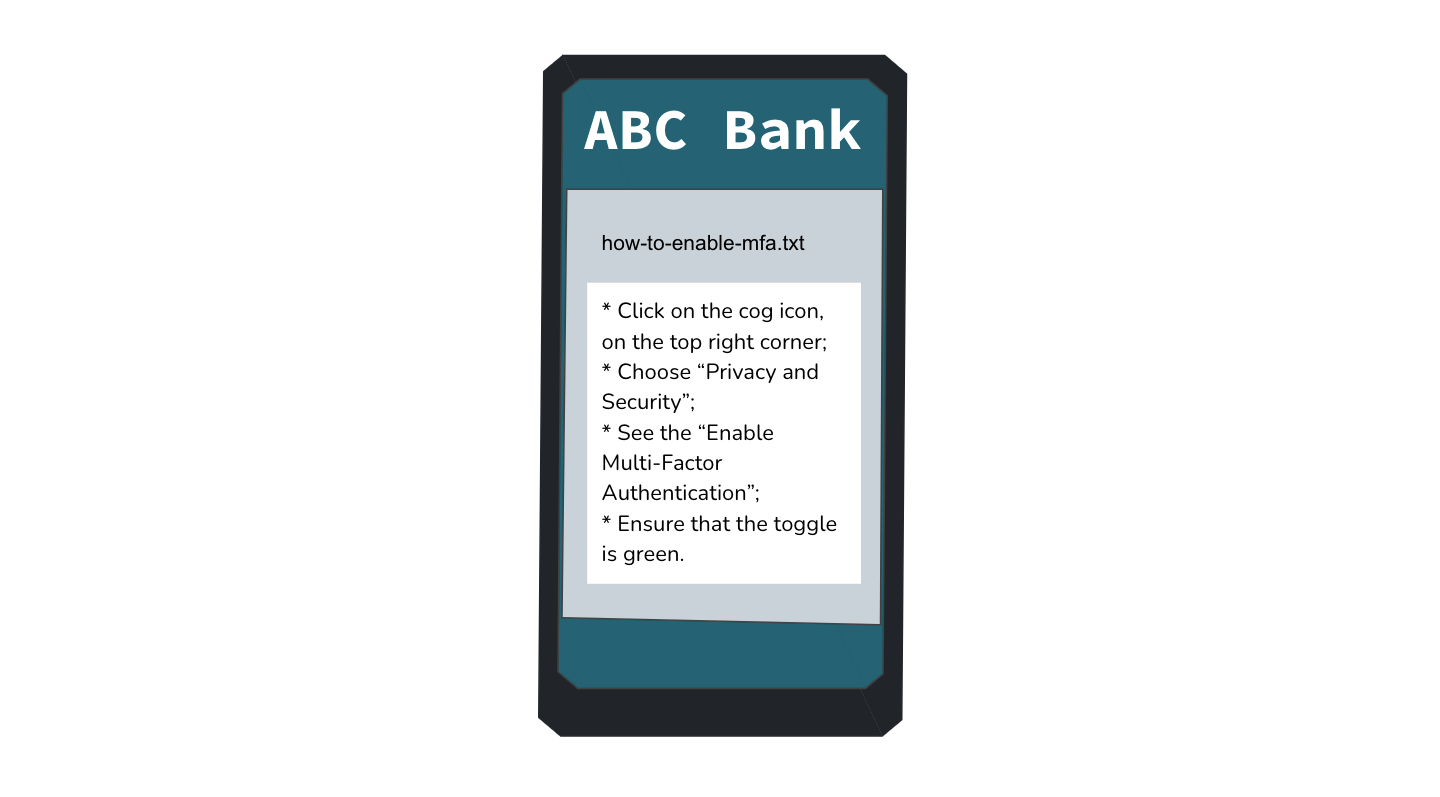 ABC Bank
how-to-enable-mfa.txt
* Click on the cog icon,
on the top right corner;
* Choose “Privacy and
Security”;
* See the “Enable
Multi-Factor
Authentication”;
* Ensure that the toggle
is green.